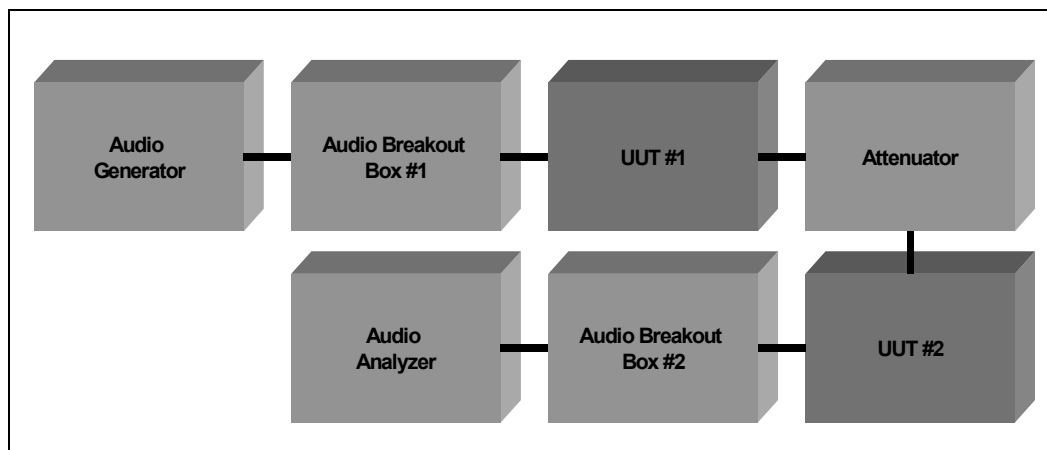 Audio
Generator
Audio Breakout
Box #1
UUT #1
Attenuator
Audio
Analyzer
Audio Breakout
Box #2
UUT #2